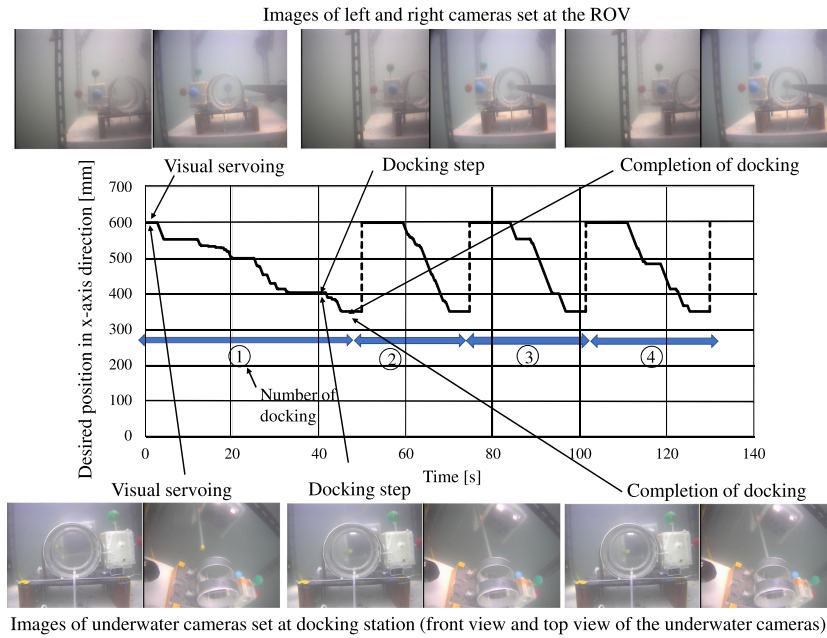 Images of left and right cameras set at the ROV
Visual servoing
Docking step
Completion of docking
Desired position in x-axis direction [mm]
700
600
500
400
300
200
100
0
① ② ③ ④
Number of
docking
0 20 40 60 80 100 120 140
Time [s]
Visual servoing
Docking step
Completion of docking
Images of underwater cameras set at docking station (front view and top view of the underwater cameras)